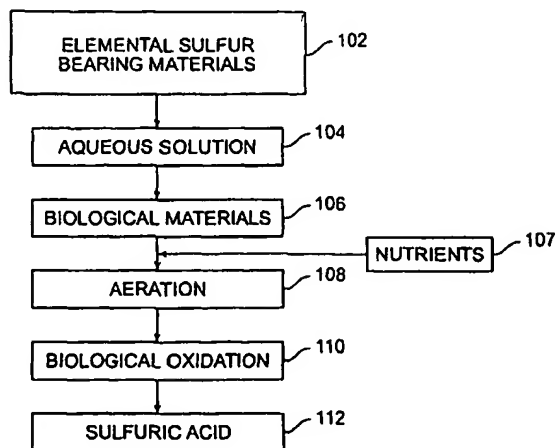 ELEMENTAL SULFUR
BEARING MATERIALS
102
AQUEOUS SOLUTION
104
BIOLOGICAL MATERIALS
106
NUTRIENTS
107
AERATION
108
BIOLOGICAL OXIDATION
110
SULFURIC ACID
112